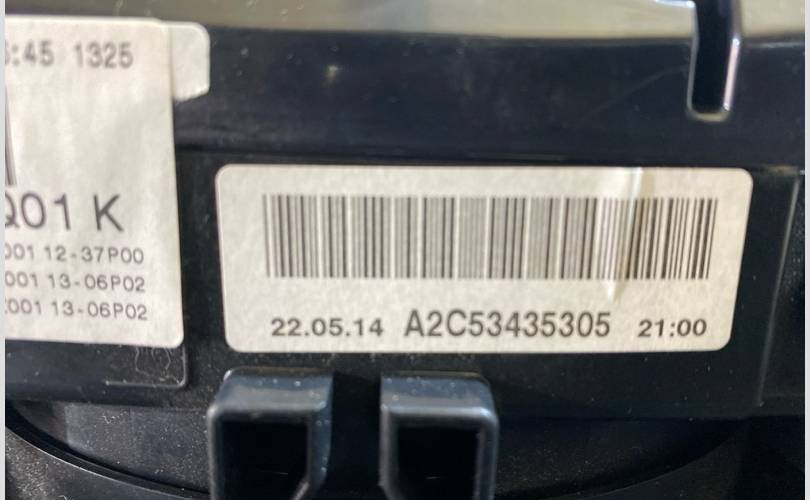 :45 1325
Q01 K
001 12-37P00
001 13-06P02
001 13-06P02
22.05.14 A2C53435305 21:00